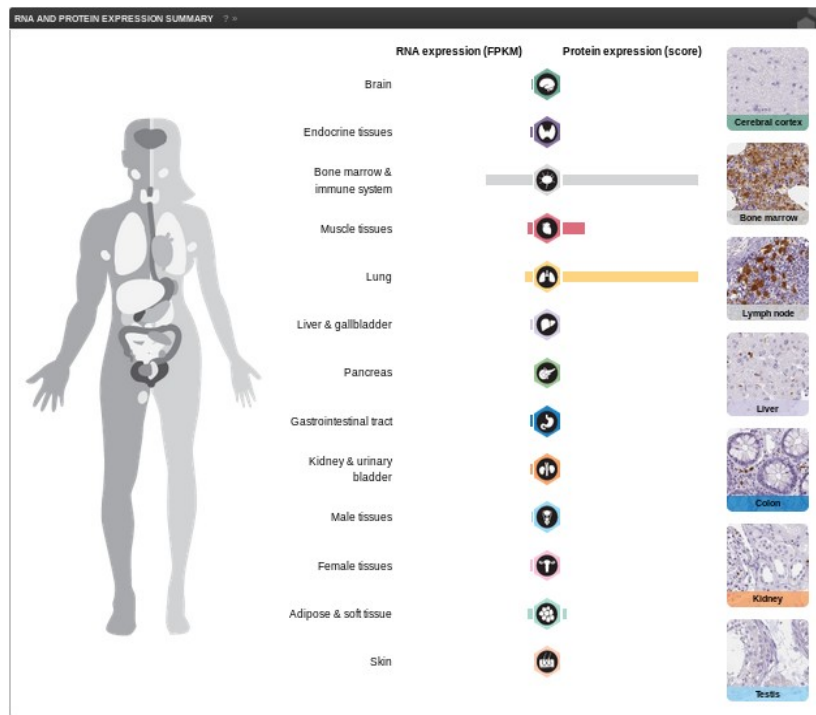 RNA AND PROTEIN EXPRESSION SUMMARY ? »
RNA expression (FPKM) Protein expression (score)
Brain
Endocrine tissues
Bone marrow &
immune system
Muscle tissues
Lung
Liver & gallbladder
Pancreas
Gastrointestinal tract
Kidney & urinary
bladder
Male tissues
Female tissues
Adipose & soft tissue
Skin
Cerebral cortex
Bone marrow
Lymph node
Liver
Colon
Kidney
Testis